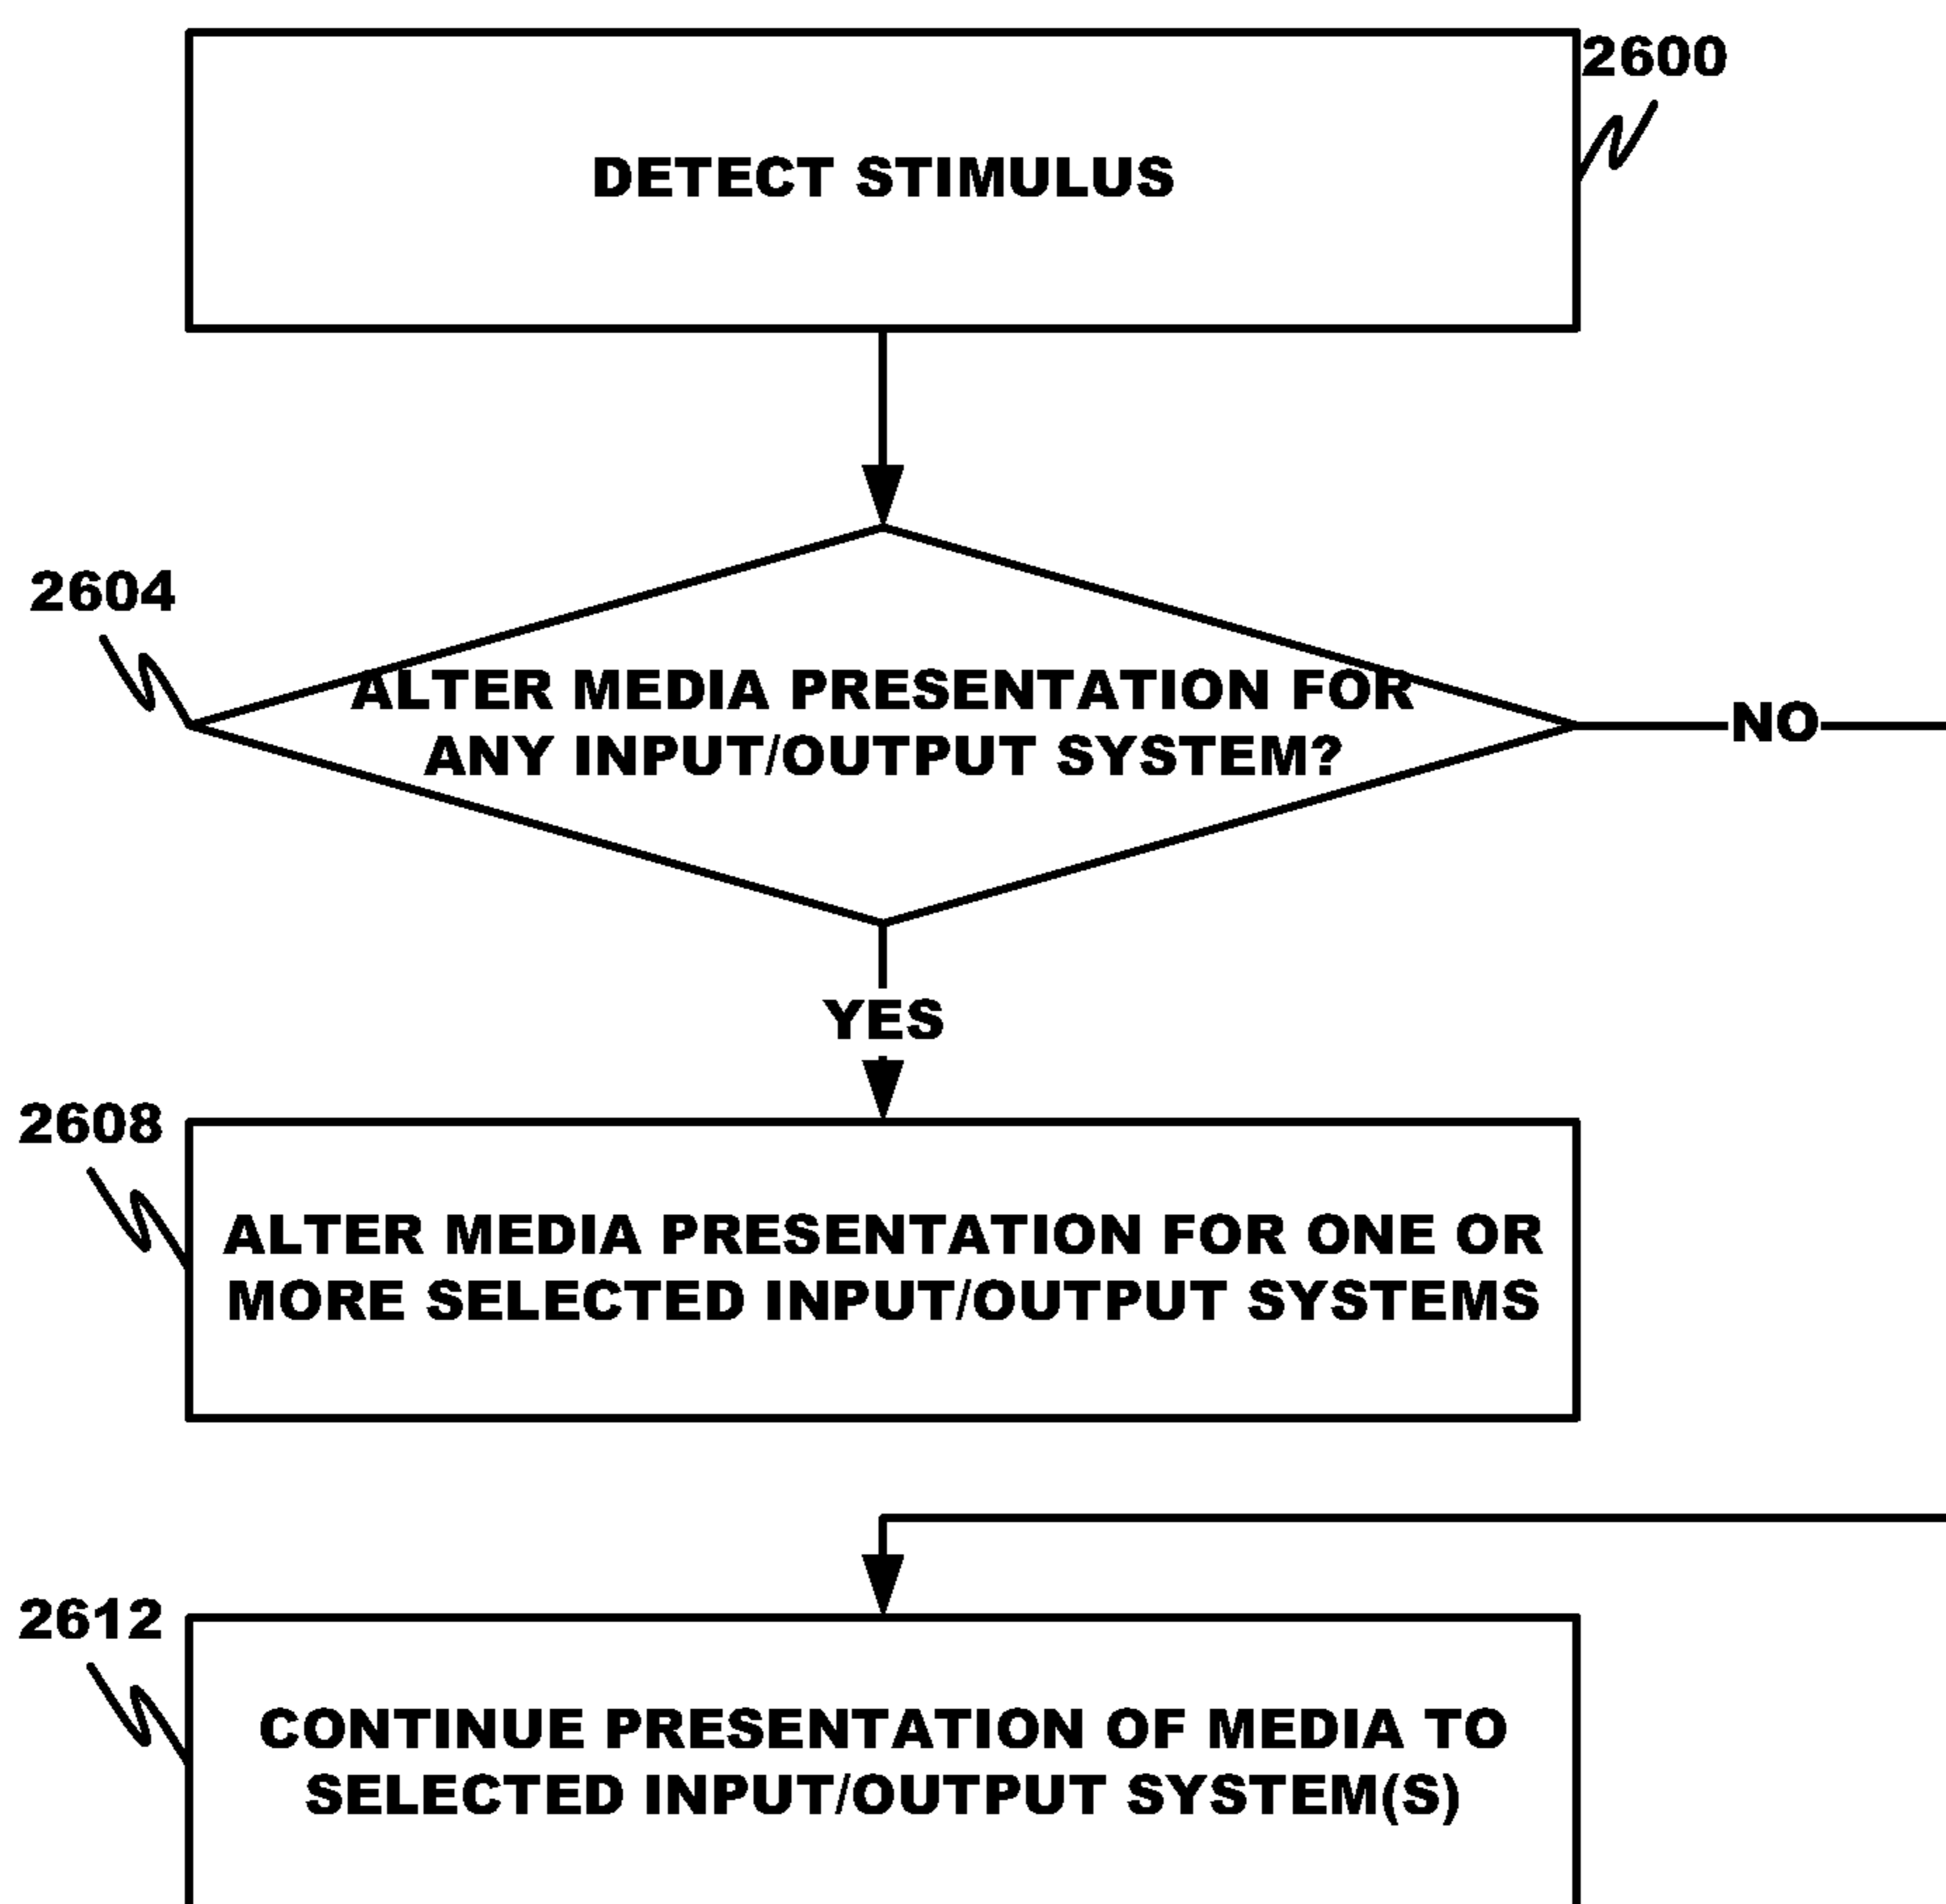 2600
DETECT STIMULUS
2604
ALTER MEDIA PRESENTATION FOR
ANY INPUT/OUTPUT SYSTEM?
NO
YES
2608
ALTER MEDIA PRESENTATION FOR ONE OR
MORE SELECTED INPUT/OUTPUT SYSTEMS
2612
CONTINUE PRESENTATION OF MEDIA TO
SELECTED INPUT/OUTPUT SYSTEM(S)